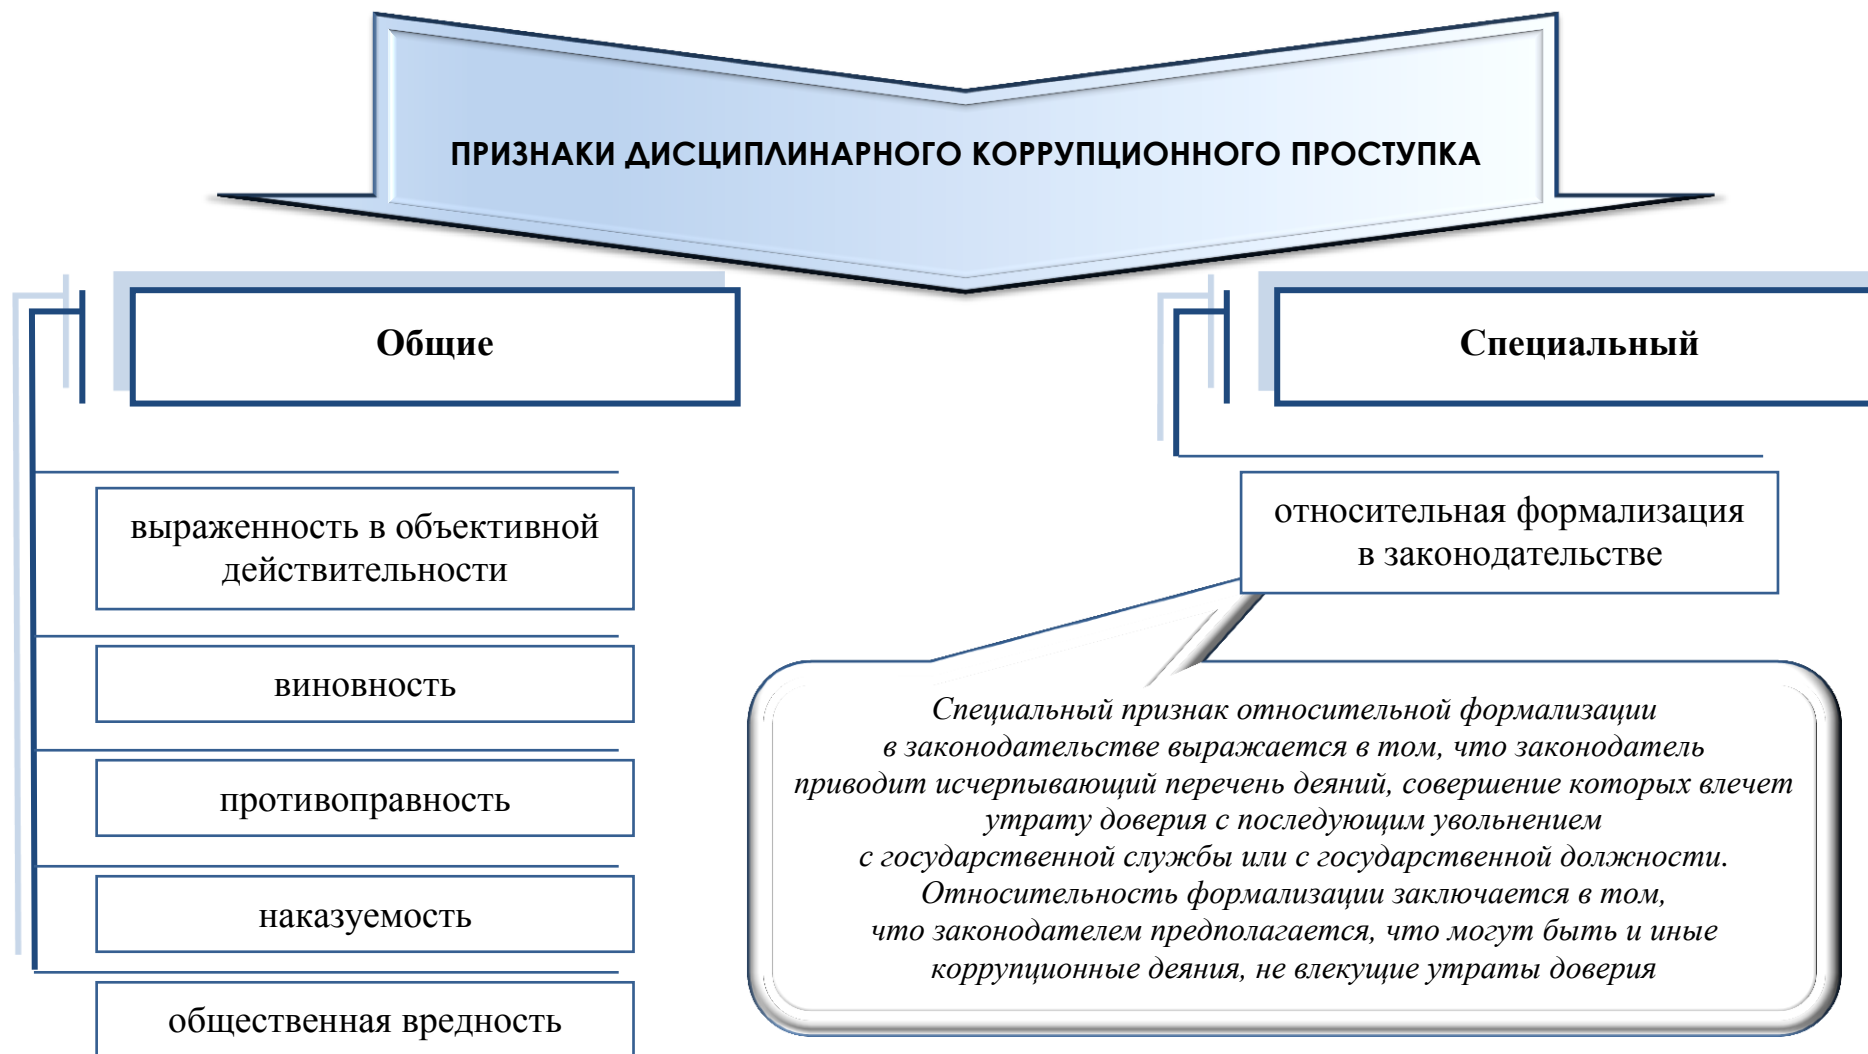 ПРИЗНАКИ ДИСЦИПЛИНАРНОГО КОРРУПЦИОННОГО ПРОСТУПКА
Общие
выраженность в объективной
действительности
виновность
противоправность
наказуемость
общественная вредность
Специальный
относительная формализация
в законодательстве
Специальный признак относительной формализации
в законодательстве выражается в том, что законодатель
приводит исчерпывающий перечень деяний, совершение которых влечет
утрату доверия с последующим увольнением
с государственной службы или с государственной должности.
Относительность формализации заключается в том,
что законодателем предполагается, что могут быть и иные
коррупционные деяния, не влекущие утраты доверия